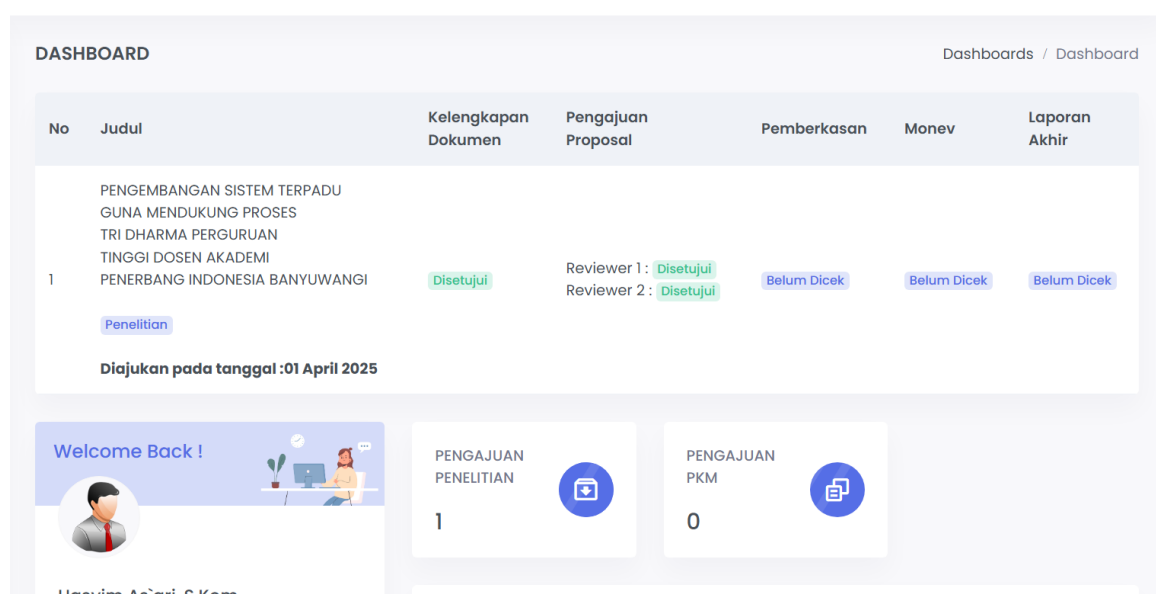 DASHBOARD
Dashboards / Dashboard
No
Judul
Kelengkapan
Dokumen
Pengajuan
Proposal
Pemberkasan
Monev
Laporan
Akhir
1
PENGEMBANGAN SISTEM TERPADU
GUNA MENDUKUNG PROSES
TRI DHARMA PERGURUAN
TINGGI DOSEN AKADEMI
PENERBANG INDONESIA BANYUWANGI
Penelitian
Diajukan pada tanggal :01 April 2025
Disetujui
Reviewer 1 : Disetujui
Reviewer 2 : Disetujui
Belum Dicek
Belum Dicek
Belum Dicek
Welcome Back !
PENGAJUAN
PENELITIAN
1
PENGAJUAN
PKM
0